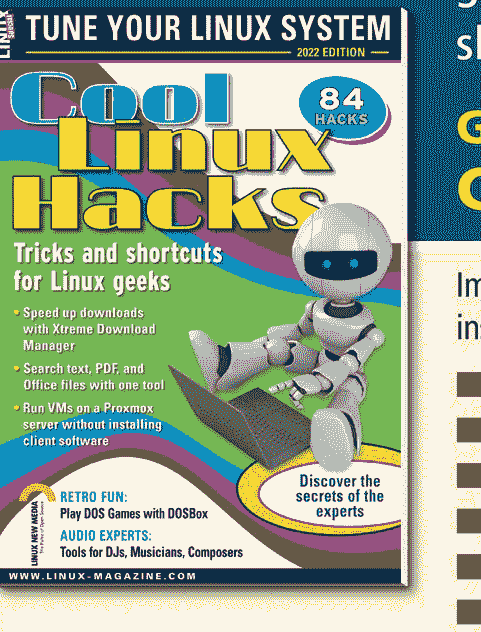 LINUX
TUNE YOUR LINUX SYSTEM
2022 EDITION
Cool
Linux
Hacks
84
HACKS
Tricks and shortcuts
for Linux geeks
• Speed up downloads
with Xtreme Download
Manager
• Search text, PDF, and
Office files with one tool
• Run VMs on a Proxmox
server without installing
client software
Discover the
secrets of the
experts
LINUX NEW MEDIA
RETRO FUN:
Play DOS Games with DOSBox
AUDIO EXPERTS:
Tools for DJs, Musicians, Composers
WWW.LINUX-MAGAZINE.COM